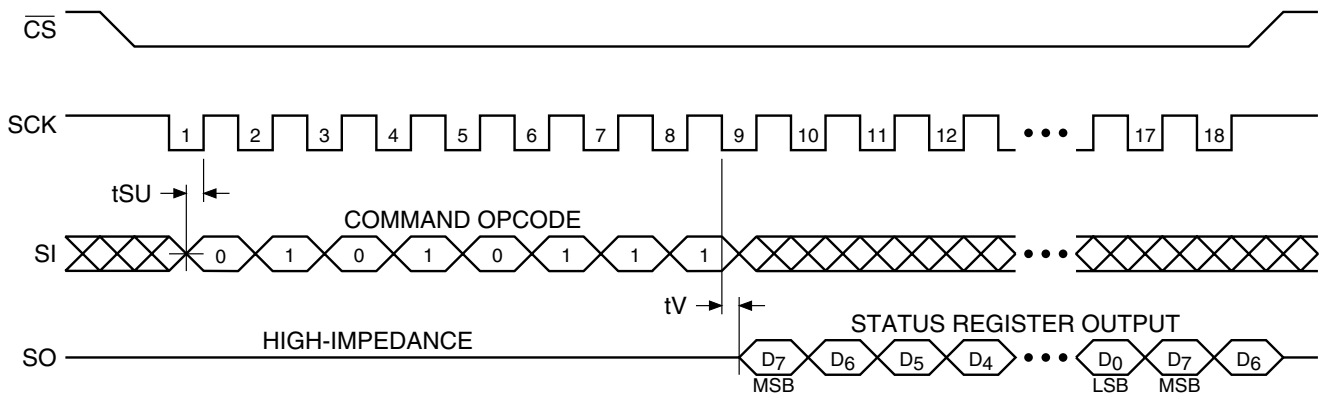 CS
SCK 1 2 3 4 5 6 7 8 9 10 11 12 17 18
tSU
COMMAND OPCODE
SI 0 1 0 1 0 1 1 1
tV
HIGH-IMPEDANCE STATUS REGISTER OUTPUT
SO D7 D6 D5 D4 D0 D7 D6
MSB LSB MSB